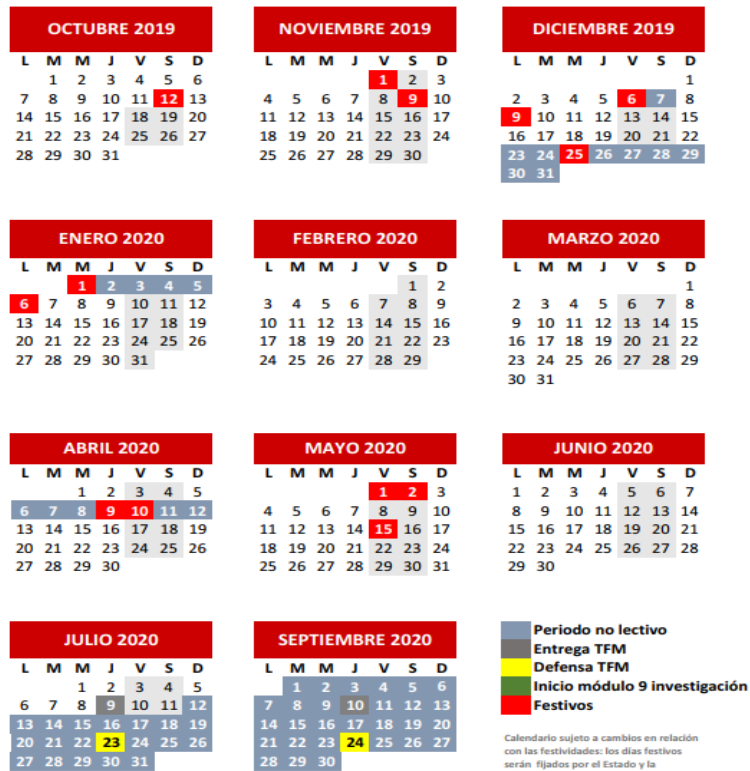 OCTUBRE 2019
L M M J V S D
1 2 3 4 5 6
7 8 9 10 11 12 13
14 15 16 17 18 19 20
21 22 23 24 25 26 27
28 29 30 31
NOVIEMBRE 2019
L M M J V S D
1 2 3
4 5 6 7 8 9 10
11 12 13 14 15 16 17
18 19 20 21 22 23 24
25 26 27 28 29 30
DICIEMBRE 2019
L M M J V S D
1
2 3 4 5 6 7 8
9 10 11 12 13 14 15
16 17 18 19 20 21 22
23 24 25 26 27 28 29
30 31
ENERO 2020
L M M J V S D
1 2 3 4 5
6 7 8 9 10 11 12
13 14 15 16 17 18 19
20 21 22 23 24 25 26
27 28 29 30 31
FEBRERO 2020
L M M J V S D
1 2
3 4 5 6 7 8 9
10 11 12 13 14 15 16
17 18 19 20 21 22 23
24 25 26 27 28 29
MARZO 2020
L M M J V S D
1
2 3 4 5 6 7 8
9 10 11 12 13 14 15
16 17 18 19 20 21 22
23 24 25 26 27 28 29
30 31
ABRIL 2020
L M M J V S D
1 2 3 4 5
6 7 8 9 10 11 12
13 14 15 16 17 18 19
20 21 22 23 24 25 26
27 28 29 30
MAYO 2020
L M M J V S D
1 2 3
4 5 6 7 8 9 10
11 12 13 14 15 16 17
18 19 20 21 22 23 24
25 26 27 28 29 30 31
JUNIO 2020
L M M J V S D
1 2 3 4 5 6 7
8 9 10 11 12 13 14
15 16 17 18 19 20 21
22 23 24 25 26 27 28
29 30
JULIO 2020
L M M J V S D
1 2 3 4 5
6 7 8 9 10 11 12
13 14 15 16 17 18 19
20 21 22 23 24 25 26
27 28 29 30 31
SEPTIEMBRE 2020
L M M J V S D
1 2 3 4 5 6
7 8 9 10 11 12 13
14 15 16 17 18 19 20
21 22 23 24 25 26 27
28 29 30
Periodo no lectivo
Entrega TFM
Defensa TFM
Inicio módulo 9 investigación
Festivos
Calendario sujeto a cambios en relación
con las festividades: los días festivos
serán fijados por el Estado y la